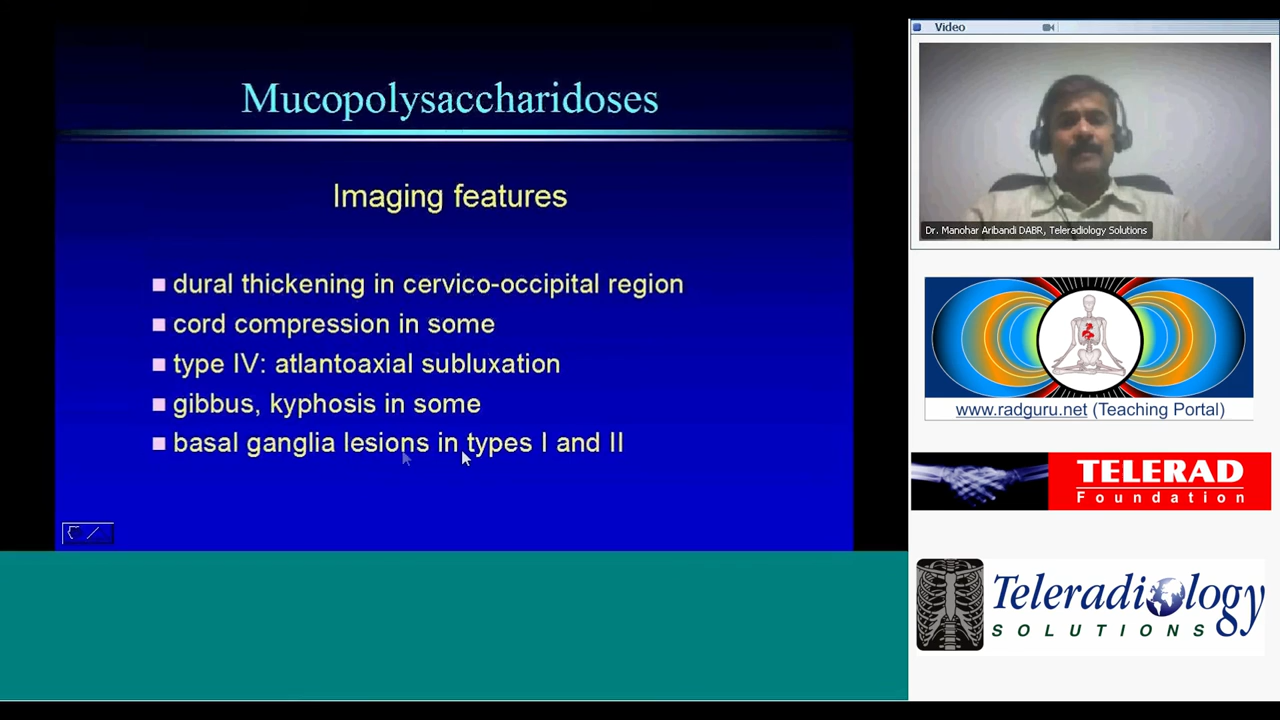 Mucopolysaccharidoses
Imaging features
dural thickening in cervico-occipital region
cord compression in some
type IV: atlantoaxial subluxation
gibbus, kyphosis in some
basal ganglia lesions in types I and II
Video
Dr. Manohar Aribandi DABR, Teleradiology Solutions
www.radguru.net (Teaching Portal)
TELERAD
Foundation
Teleradiology
SOLUTIONS